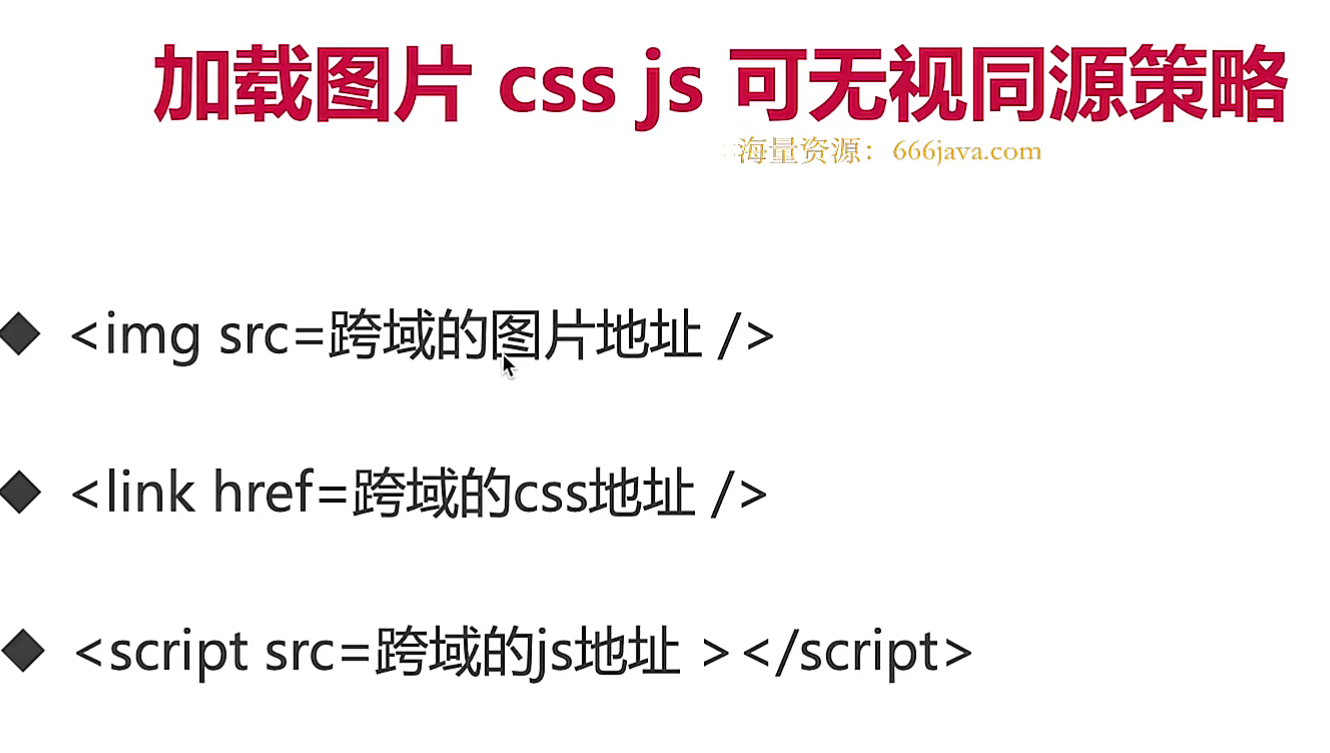 加载图片 css js 可无视同源策略
海量资源：666java.com
<img src=跨域的图片地址 />
<link href=跨域的css地址 />
<script src=跨域的js地址 ></script>